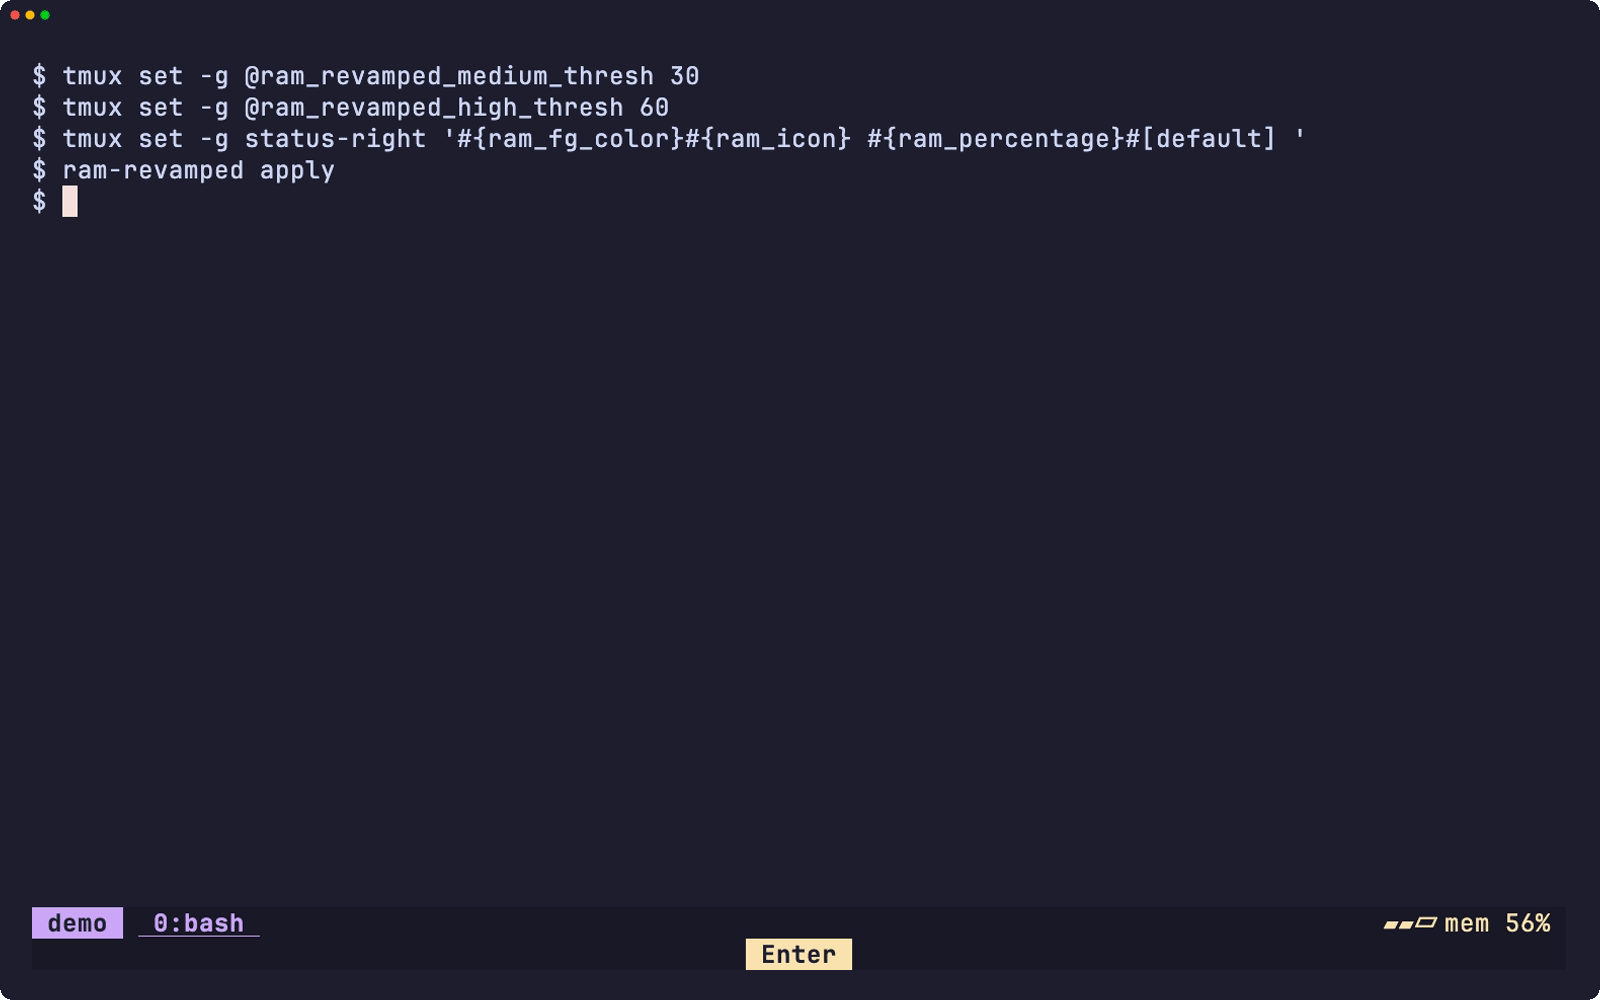 $ tmux set -g @ram_revamped_medium_thresh 30
$ tmux set -g @ram_revamped_high_thresh 60
$ tmux set -g status-right '#{ram_fg_color}#{ram_icon} #{ram_percentage}#[default] '
$ ram-revamped apply
$
demo 0:bash ▰▰▱ mem 56%
Enter